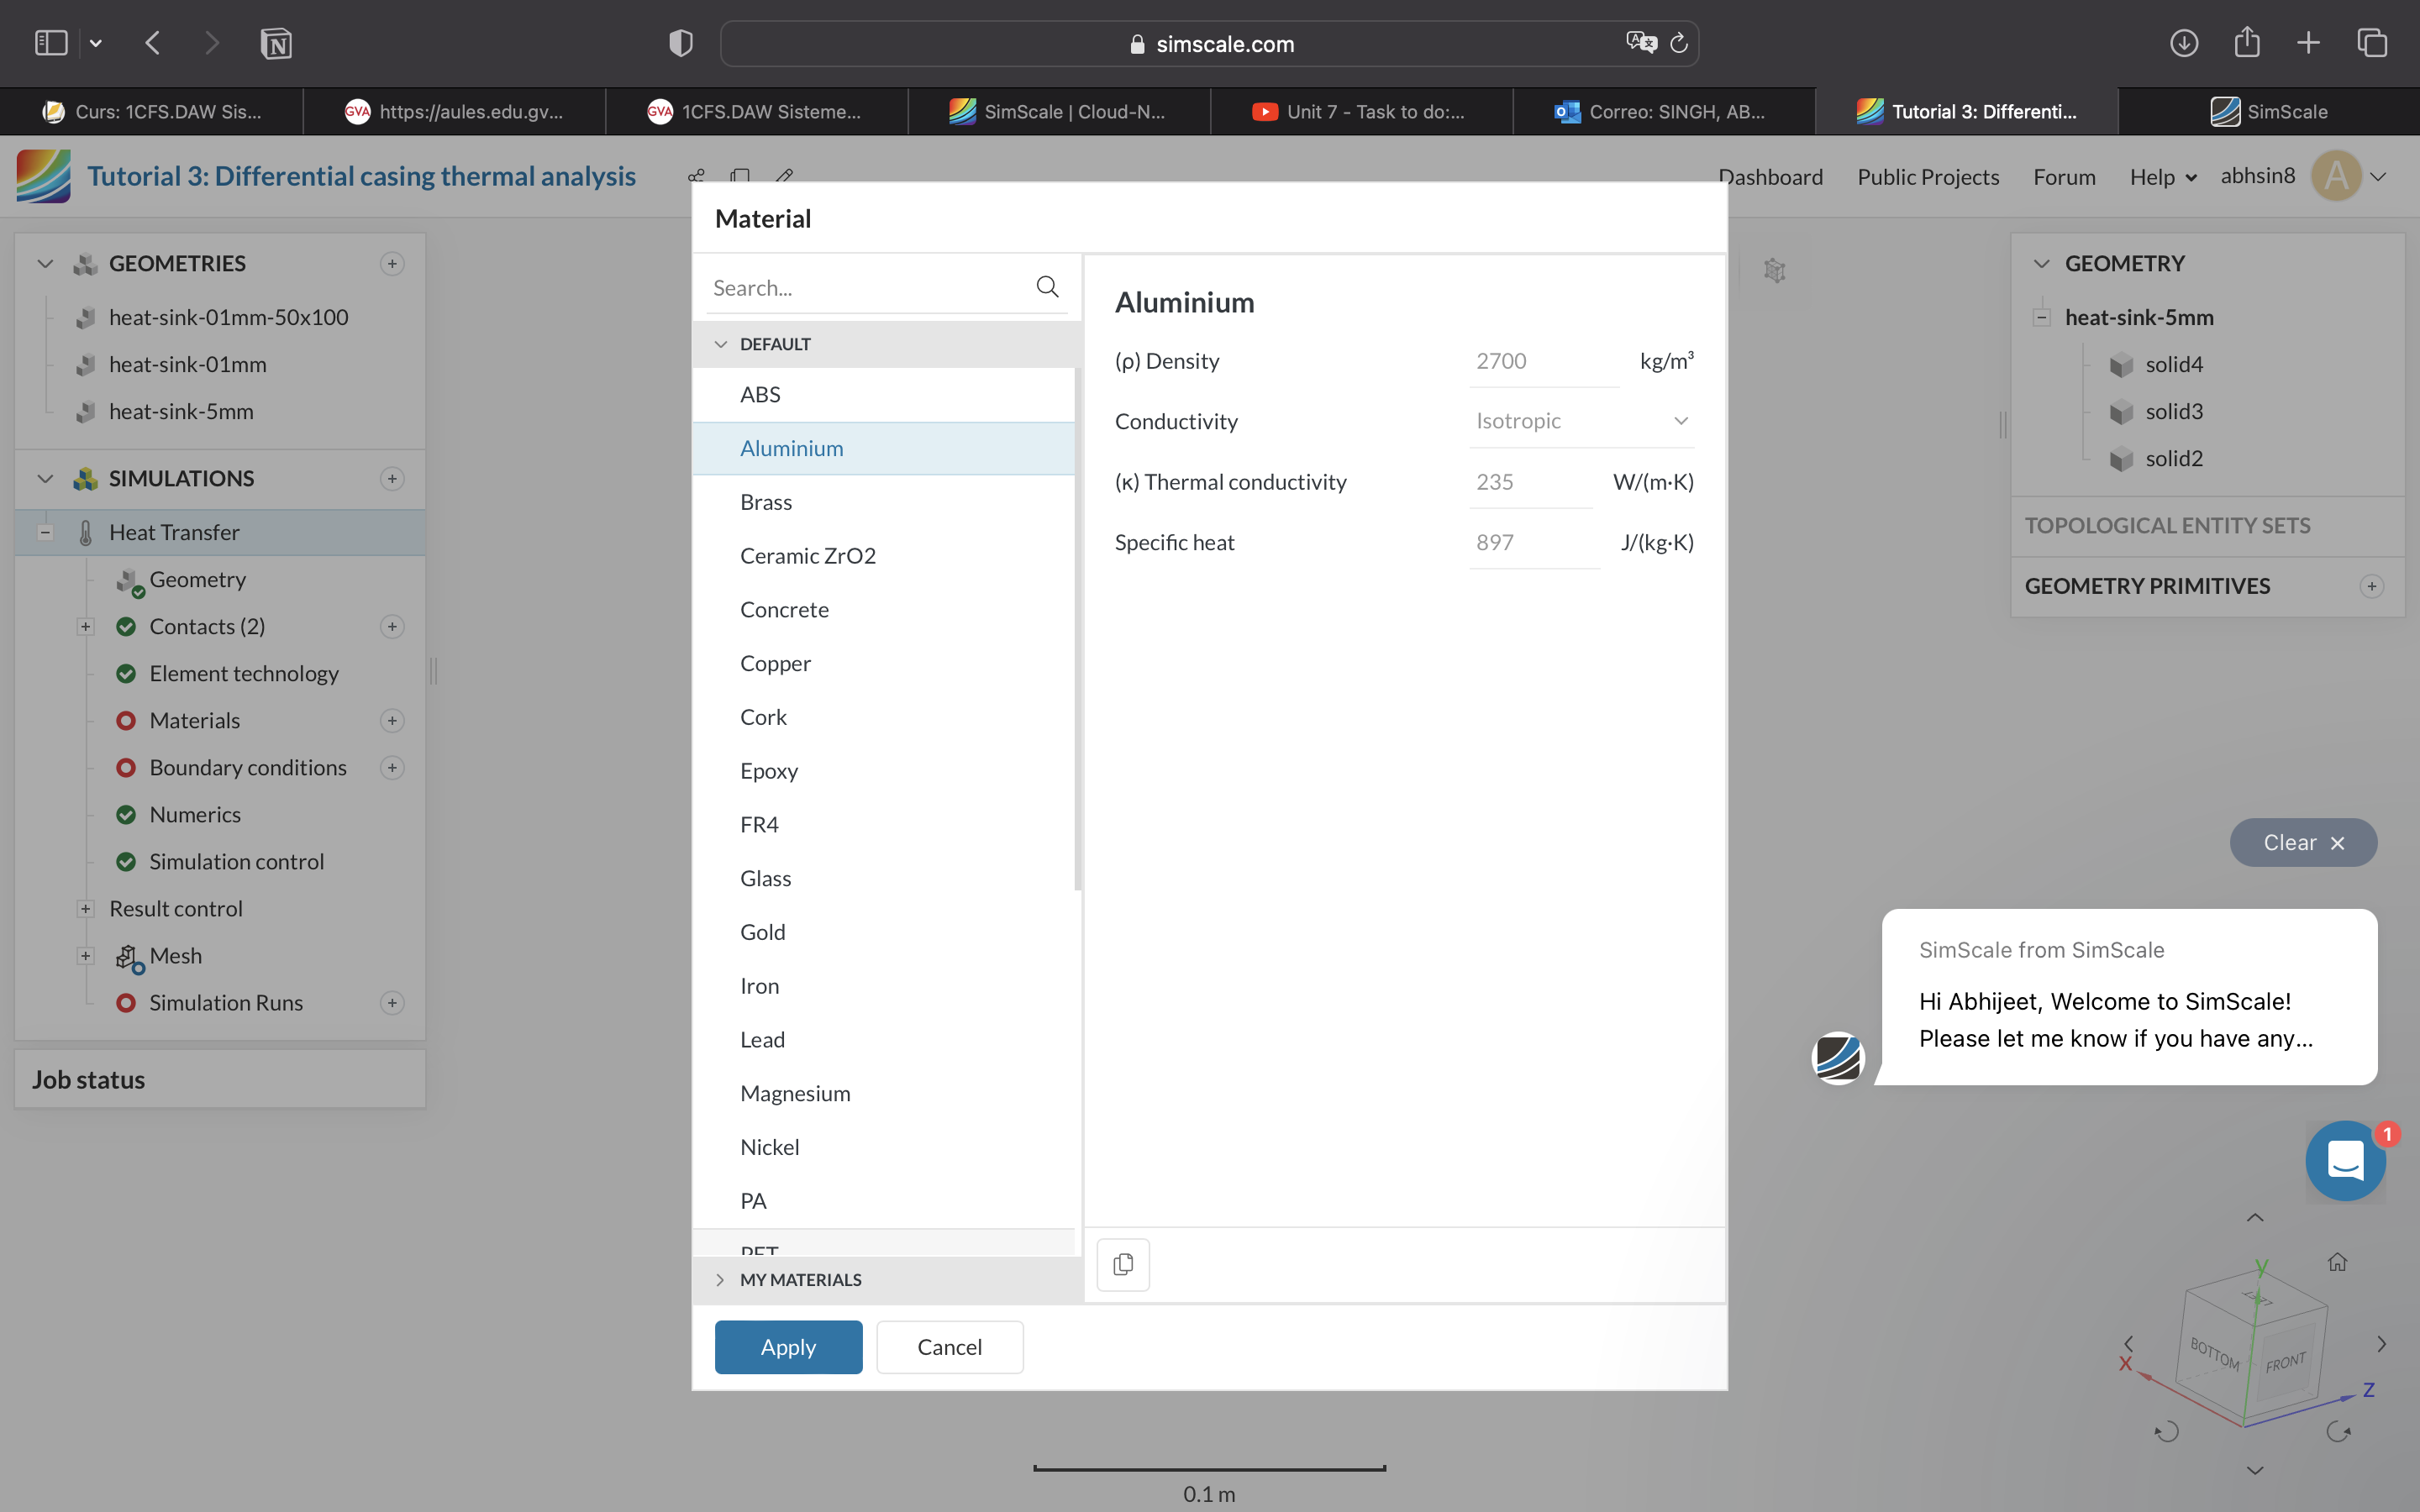 simscale.com
Curs: 1CFS.DAW Sis...
https://aules.edu.gv...
1CFS.DAW Sisteme...
SimScale | Cloud-N...
Unit 7 - Task to do:...
Correo: SINGH, AB...
Tutorial 3: Differenti...
SimScale
Tutorial 3: Differential casing thermal analysis
Dashboard
Public Projects
Forum
Help
abhsin8
A
GEOMETRIES
heat-sink-01mm-50x100
heat-sink-01mm
heat-sink-5mm
SIMULATIONS
Heat Transfer
Geometry
Contacts (2)
Element technology
Materials
Boundary conditions
Numerics
Simulation control
Result control
Mesh
Simulation Runs
Job status
Material
Search...
DEFAULT
ABS
Aluminium
Brass
Ceramic ZrO2
Concrete
Copper
Cork
Epoxy
FR4
Glass
Gold
Iron
Lead
Magnesium
Nickel
PA
PET
MY MATERIALS
Apply
Cancel
Aluminium
(ρ) Density 2700 kg/m³
Conductivity Isotropic
(κ) Thermal conductivity 235 W/(m·K)
Specific heat 897 J/(kg·K)
GEOMETRY
heat-sink-5mm
solid4
solid3
solid2
TOPOLOGICAL ENTITY SETS
GEOMETRY PRIMITIVES
Clear
SimScale from SimScale
Hi Abhijeet, Welcome to SimScale!
Please let me know if you have any...
1
y
BOTTOM
FRONT
X
Z
0.1 m